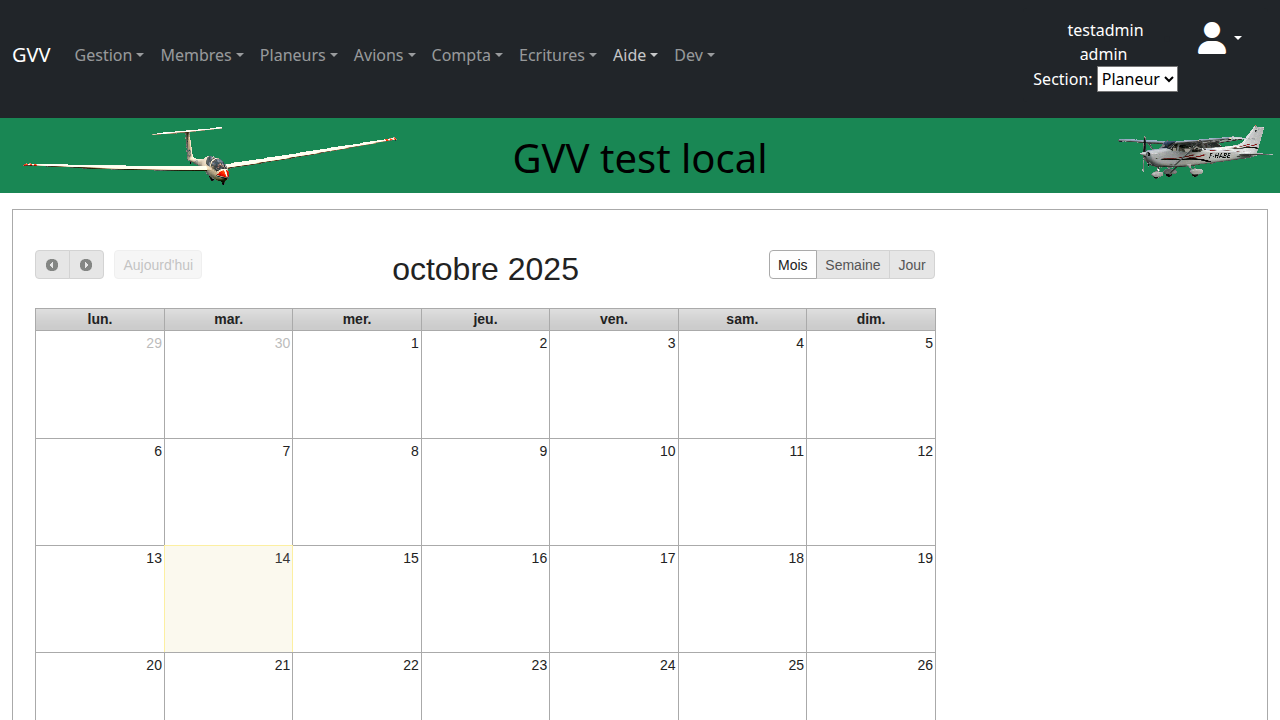 GVV Gestion Membres Planeurs Avions Compta Ecritures Aide Dev
testadmin
admin
Section: Planeur
GVV test local
F-HABE
Aujourd'hui octobre 2025 Mois Semaine Jour
lun. mar. mer. jeu. ven. sam. dim.
29 30 1 2 3 4 5
6 7 8 9 10 11 12
13 14 15 16 17 18 19
20 21 22 23 24 25 26